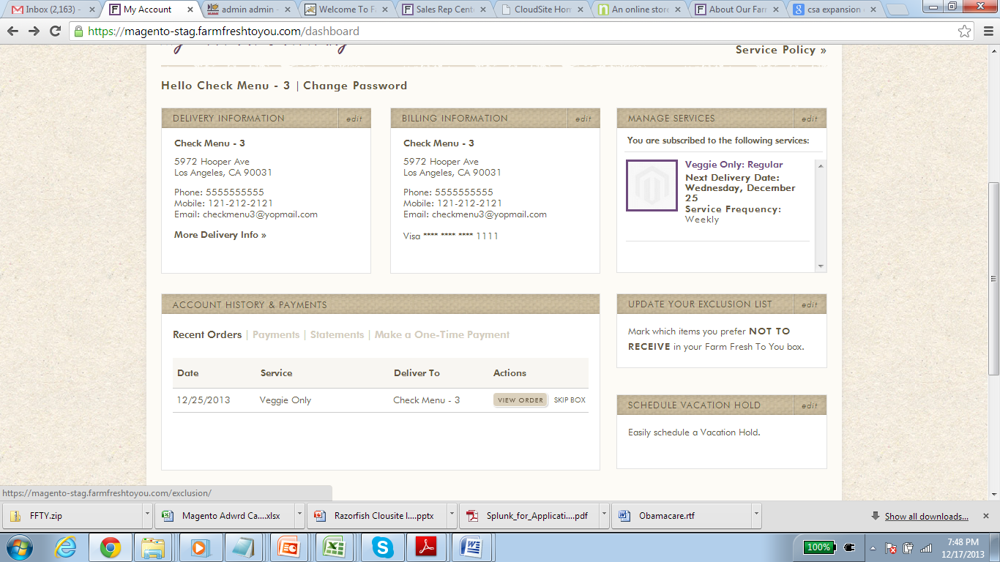 Inbox (2,163) -
My Account
admin admin -
Welcome To F
Sales Rep Cent
CloudSite Hom
An online store
About Our Farm
csa expansion
https://magento-stag.farmfreshtoyou.com/dashboard
Service Policy »
Hello Check Menu - 3 | Change Password
DELIVERY INFORMATION edit
Check Menu - 3
5972 Hooper Ave
Los Angeles, CA 90031
Phone: 5555555555
Mobile: 121-212-2121
Email: checkmenu3@yopmail.com
More Delivery Info »
BILLING INFORMATION edit
Check Menu - 3
5972 Hooper Ave
Los Angeles, CA 90031
Phone: 5555555555
Mobile: 121-212-2121
Email: checkmenu3@yopmail.com
Visa **** **** **** 1111
MANAGE SERVICES edit
You are subscribed to the following services:
Veggie Only: Regular
Next Delivery Date:
Wednesday, December
25
Service Frequency:
Weekly
ACCOUNT HISTORY & PAYMENTS
Recent Orders | Payments | Statements | Make a One-Time Payment
Date Service Deliver To Actions
12/25/2013 Veggie Only Check Menu - 3 VIEW ORDER SKIP BOX
UPDATE YOUR EXCLUSION LIST edit
Mark which items you prefer NOT TO
RECEIVE in your Farm Fresh To You box.
SCHEDULE VACATION HOLD edit
Easily schedule a Vacation Hold.
https://magento-stag.farmfreshtoyou.com/exclusion/
FFTY.zip
Magento Adwrd Ca....xlsx
Razorfish Clousite I....pptx
Splunk_for_Applicati....pdf
Obamacare.rtf
Show all downloads...
100%
7:48 PM
12/17/2013